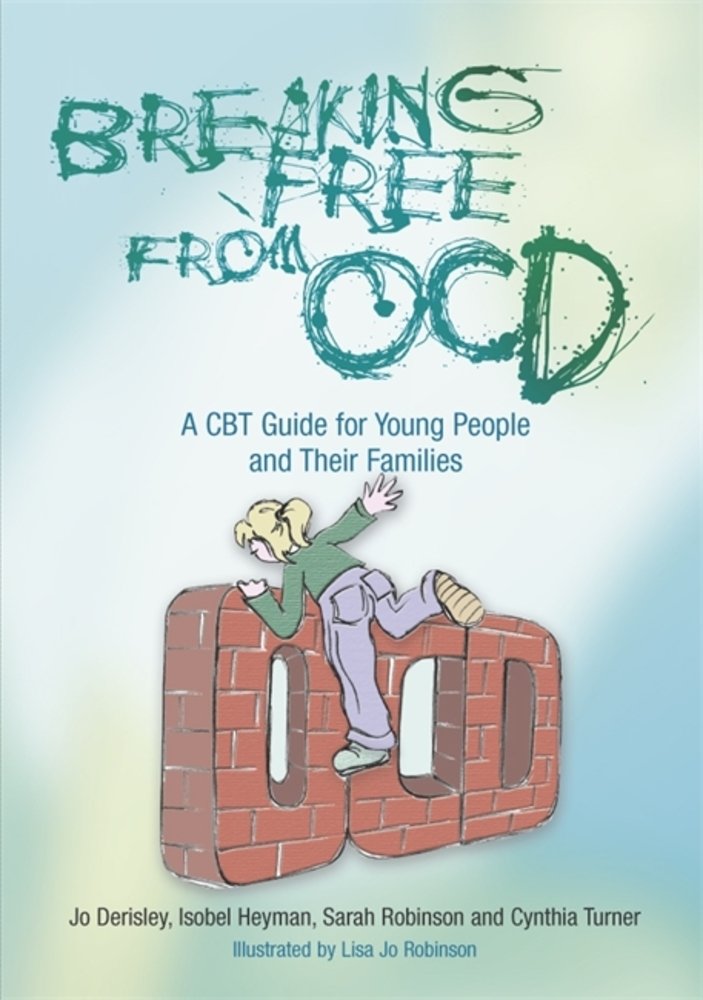 BREAKING
FREE
FROM OCD
A CBT Guide for Young People
and Their Families
OCD
Jo Derisley, Isobel Heyman, Sarah Robinson and Cynthia Turner
Illustrated by Lisa Jo Robinson